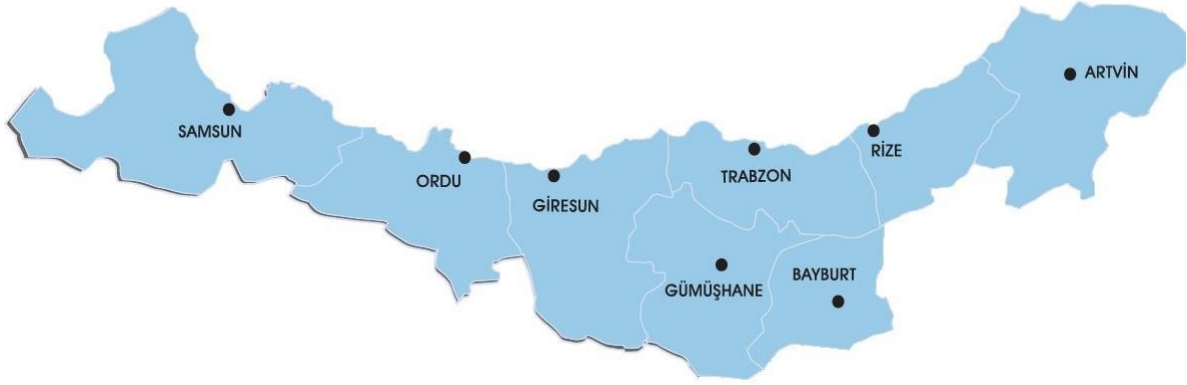 ARTVİN
SAMSUN
RİZE
ORDU
TRABZON
GİRESUN
BAYBURT
GÜMÜŞHANE